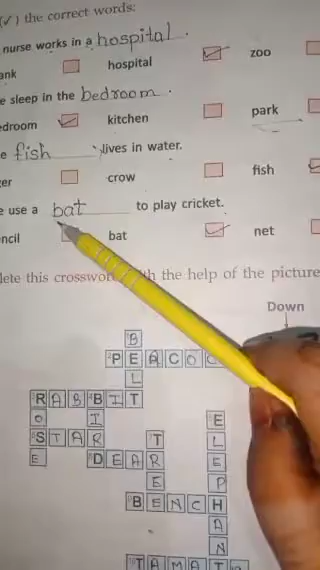 (✓) the correct words:
nurse works in a hospital.
ank hospital zoo
e sleep in the bedroom.
edroom kitchen park
e fish lives in water.
er crow fish
e use a bat to play cricket.
ncil bat net
lete this crossword with the help of the picture
Down
B
PEACOC
L
RABBIT
O I E
STAR T L
E DEAR E
E P
BENCH
A
N
TAMATO